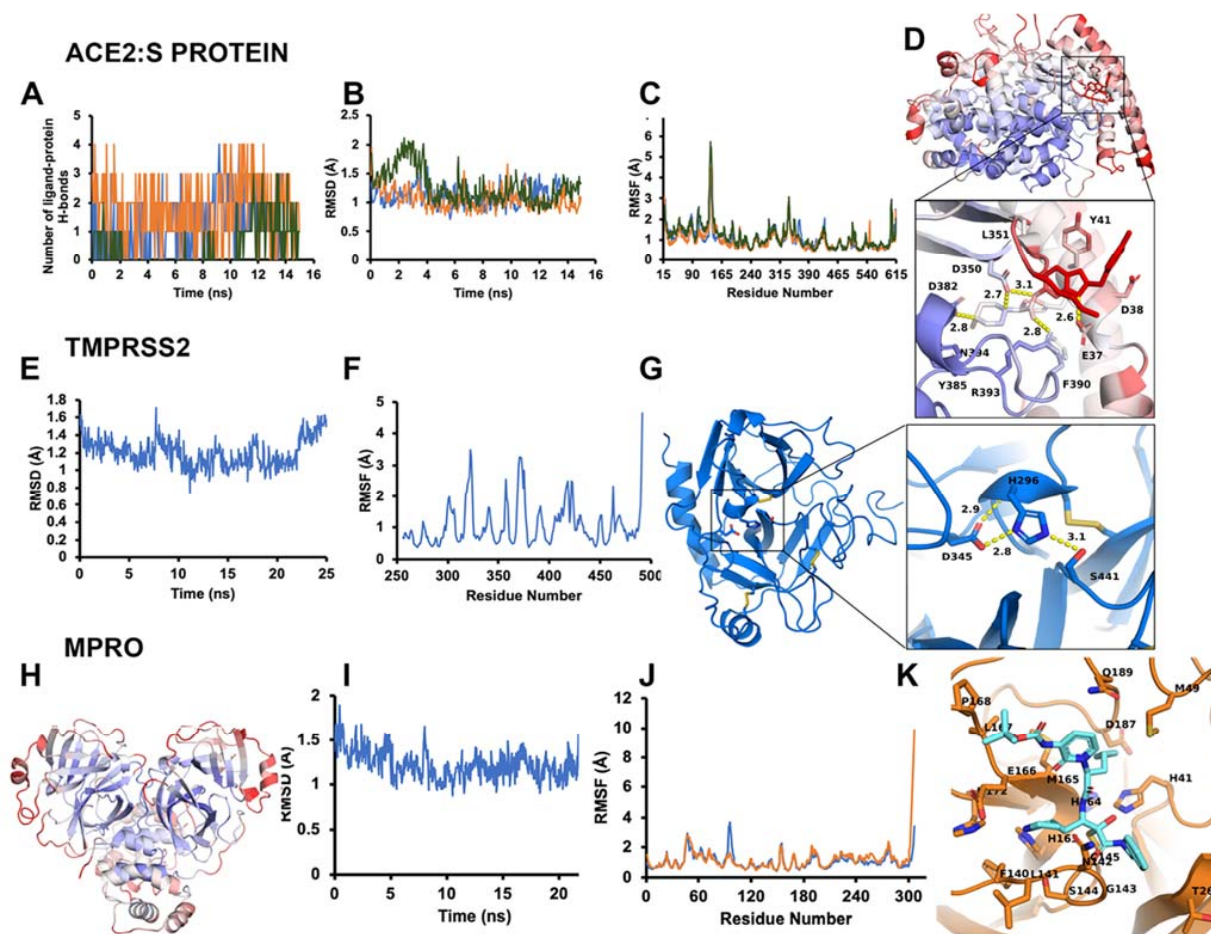 ACE2:S PROTEIN
A
Number of ligand-protein
H-bonds
5
4
3
2
1
0
0 2 4 6 8 10 12 14 16
Time (ns)
B
RMSD (Å)
2.5
2
1.5
1
0.5
0
0 2 4 6 8 10 12 14 16
Time (ns)
C
RMSF (Å)
6
5
4
3
2
1
0
15 90 165 240 315 390 465 540 615
Residue Number
D
L351
Y41
D350
D382
2.7
3.1
2.6
D38
2.8
2.8
N394
E37
Y385
R393
F390
TMPRSS2
E
RMSD (Å)
1.8
1.6
1.4
1.2
1
0.8
0.6
0.4
0.2
0
0 5 10 15 20 25
Time (ns)
F
RMSF (Å)
5
4
3
2
1
0
250 300 350 400 450 500
Residue Number
G
H296
2.9
D345
2.8
3.1
S441
MPRO
H
I
RMSD (Å)
2
1.5
1
0.5
0
0 5 10 15 20
Time (ns)
J
RMSF (Å)
12
10
8
6
4
2
0
0 60 120 180 240 300
Residue Number
K
Q189
M49
P168
D187
L167
E166
M165
H41
H164
H163
N142
F140
L141
S144
G143